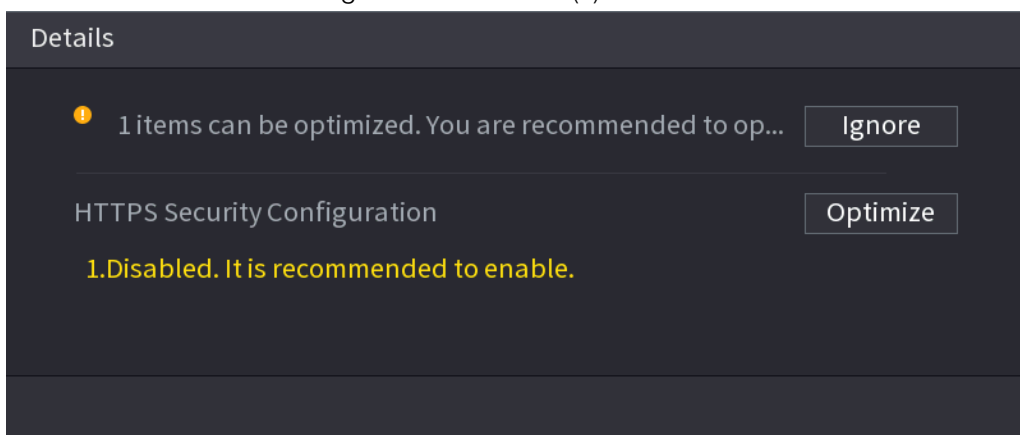 Details
1 items can be optimized. You are recommended to op... Ignore
HTTPS Security Configuration Optimize
1.Disabled. It is recommended to enable.